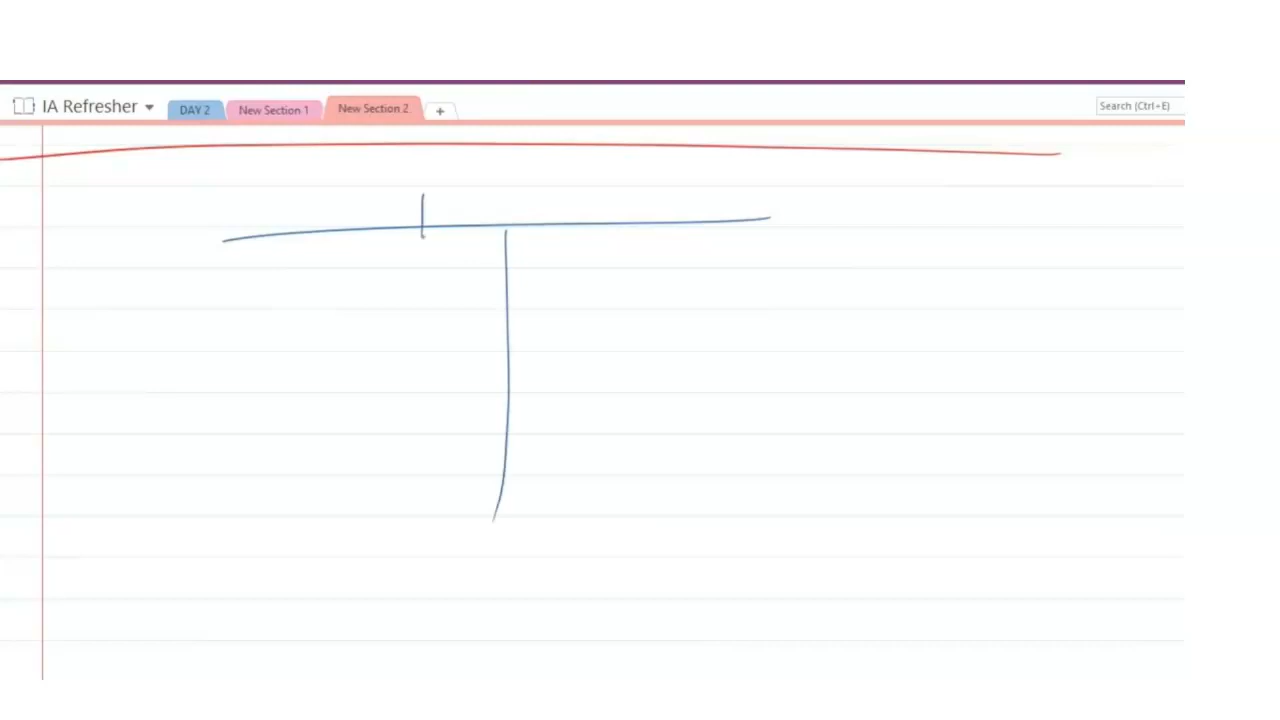 IA Refresher
DAY 2 New Section 1 New Section 2 +
Search (Ctrl+E)